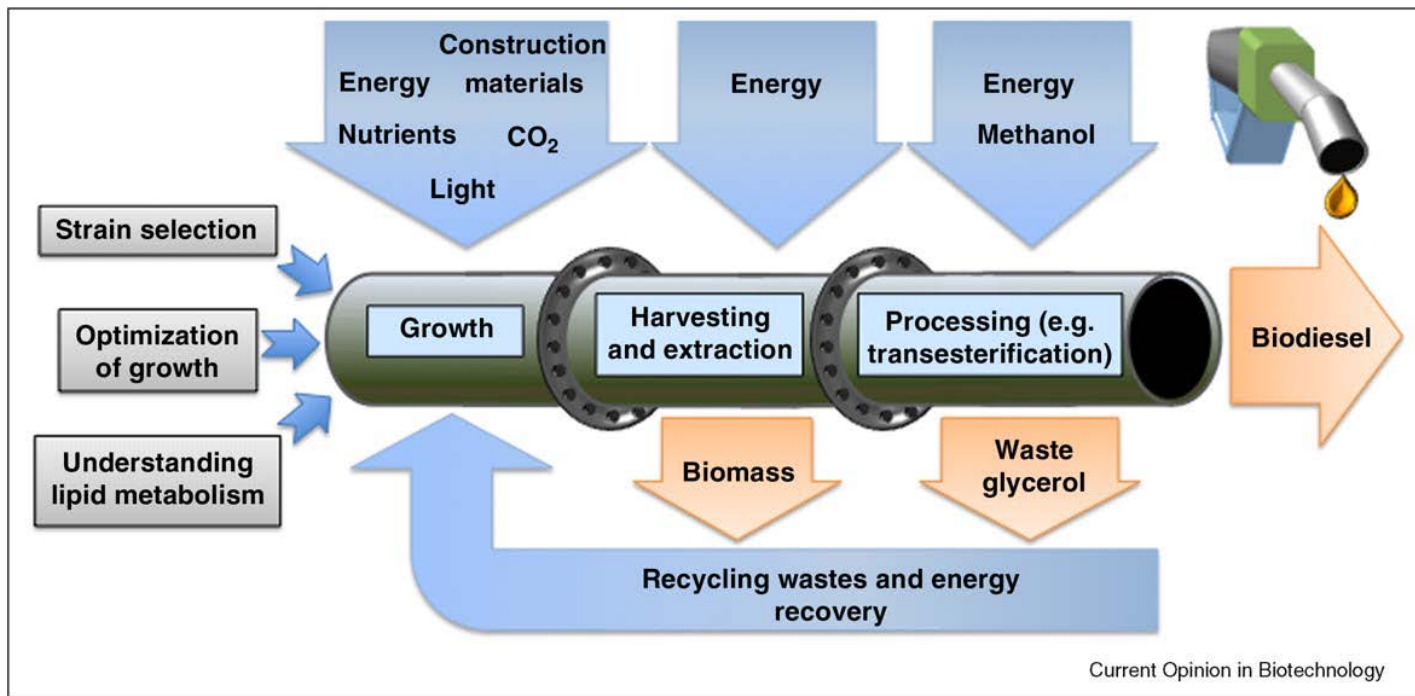 Construction
Energy materials
Nutrients CO₂
Light
Energy
Energy
Methanol
Strain selection
Optimization
of growth
Understanding
lipid metabolism
Growth
Harvesting
and extraction
Processing (e.g.
transesterification)
Biodiesel
Biomass
Waste
glycerol
Recycling wastes and energy
recovery
Current Opinion in Biotechnology